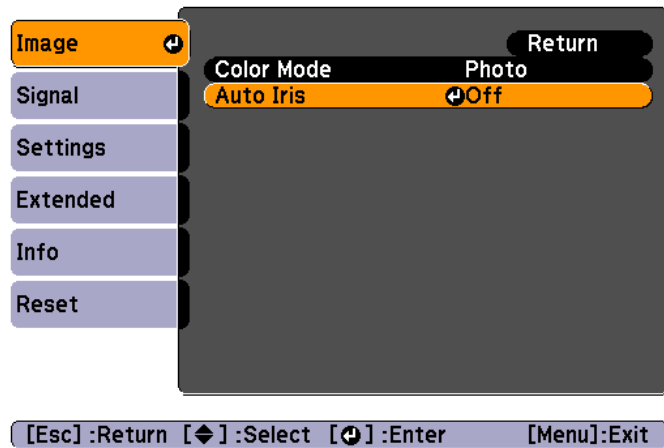 Image
Signal
Settings
Extended
Info
Reset
Return
Color Mode Photo
Auto Iris Off
[Esc] :Return [◆] :Select [⏎] :Enter [Menu]:Exit